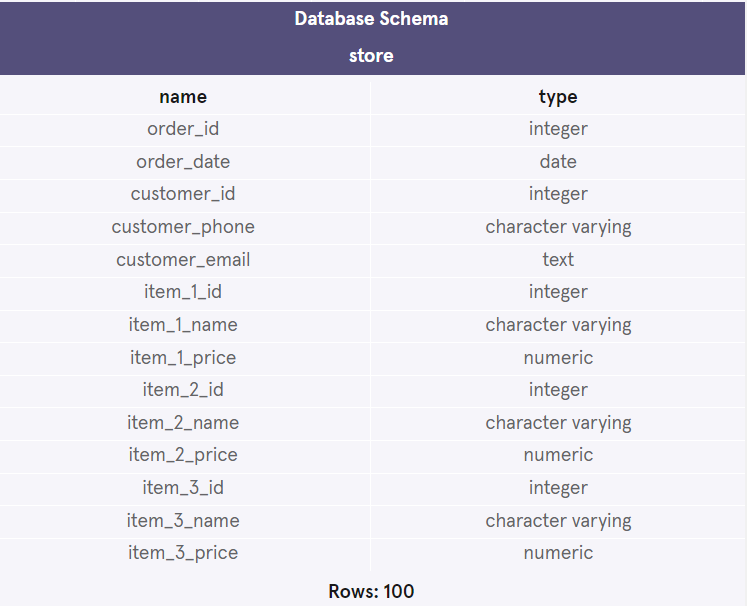 Database Schema
store
name type
order_id integer
order_date date
customer_id integer
customer_phone character varying
customer_email text
item_1_id integer
item_1_name character varying
item_1_price numeric
item_2_id integer
item_2_name character varying
item_2_price numeric
item_3_id integer
item_3_name character varying
item_3_price numeric
Rows: 100